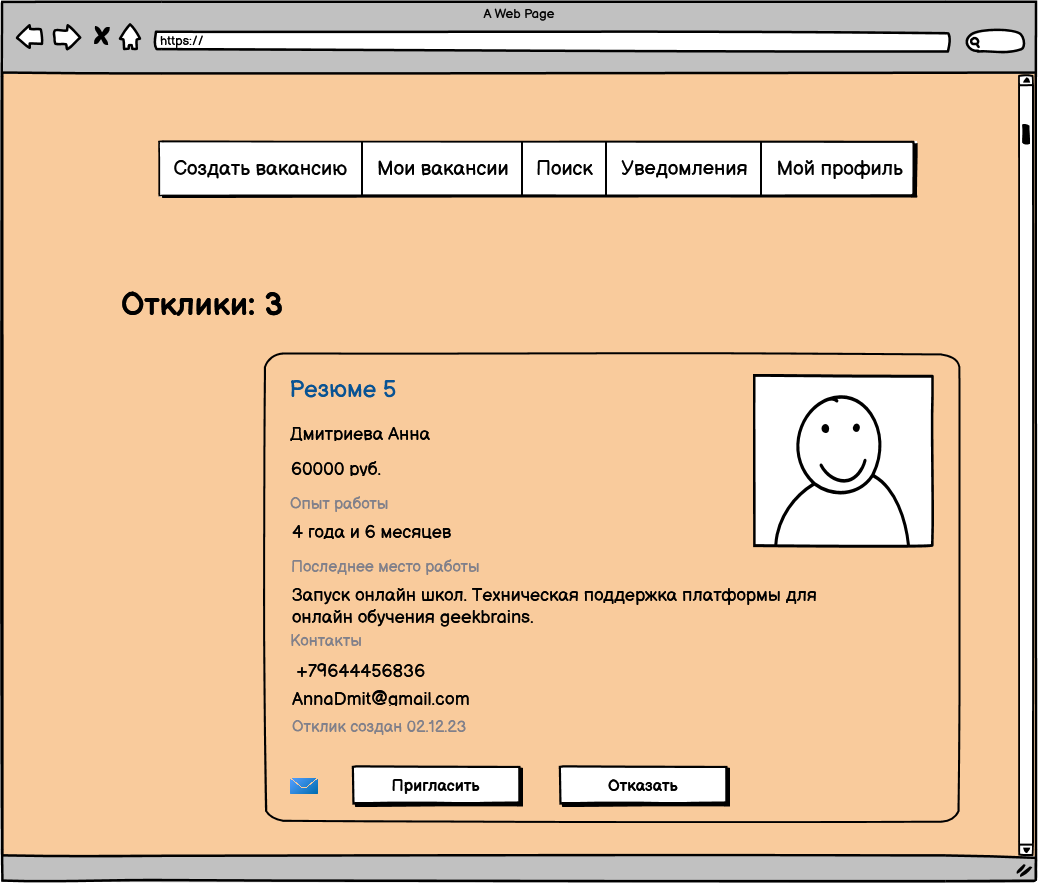 A Web Page
https://
Создать вакансию Мои вакансии Поиск Уведомления Мой профиль
Отклики: 3
Резюме 5
Дмитриева Анна
60000 руб.
Опыт работы
4 года и 6 месяцев
Последнее место работы
Запуск онлайн школ. Техническая поддержка платформы для
онлайн обучения geekbrains.
Контакты
+79644456836
AnnaDmit@gmail.com
Отклик создан 02.12.23
Пригласить Отказать